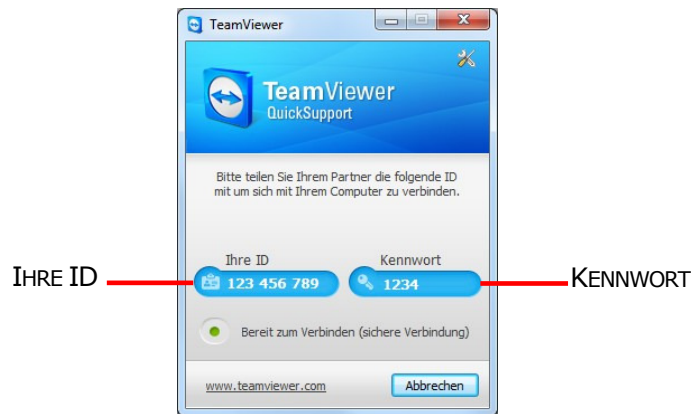 TeamViewer
TeamViewer
QuickSupport
Bitte teilen Sie Ihrem Partner die folgende ID
mit um sich mit Ihrem Computer zu verbinden.
Ihre ID
Kennwort
IHRE ID
123 456 789
1234
KENNWORT
Bereit zum Verbinden (sichere Verbindung)
www.teamviewer.com
Abbrechen